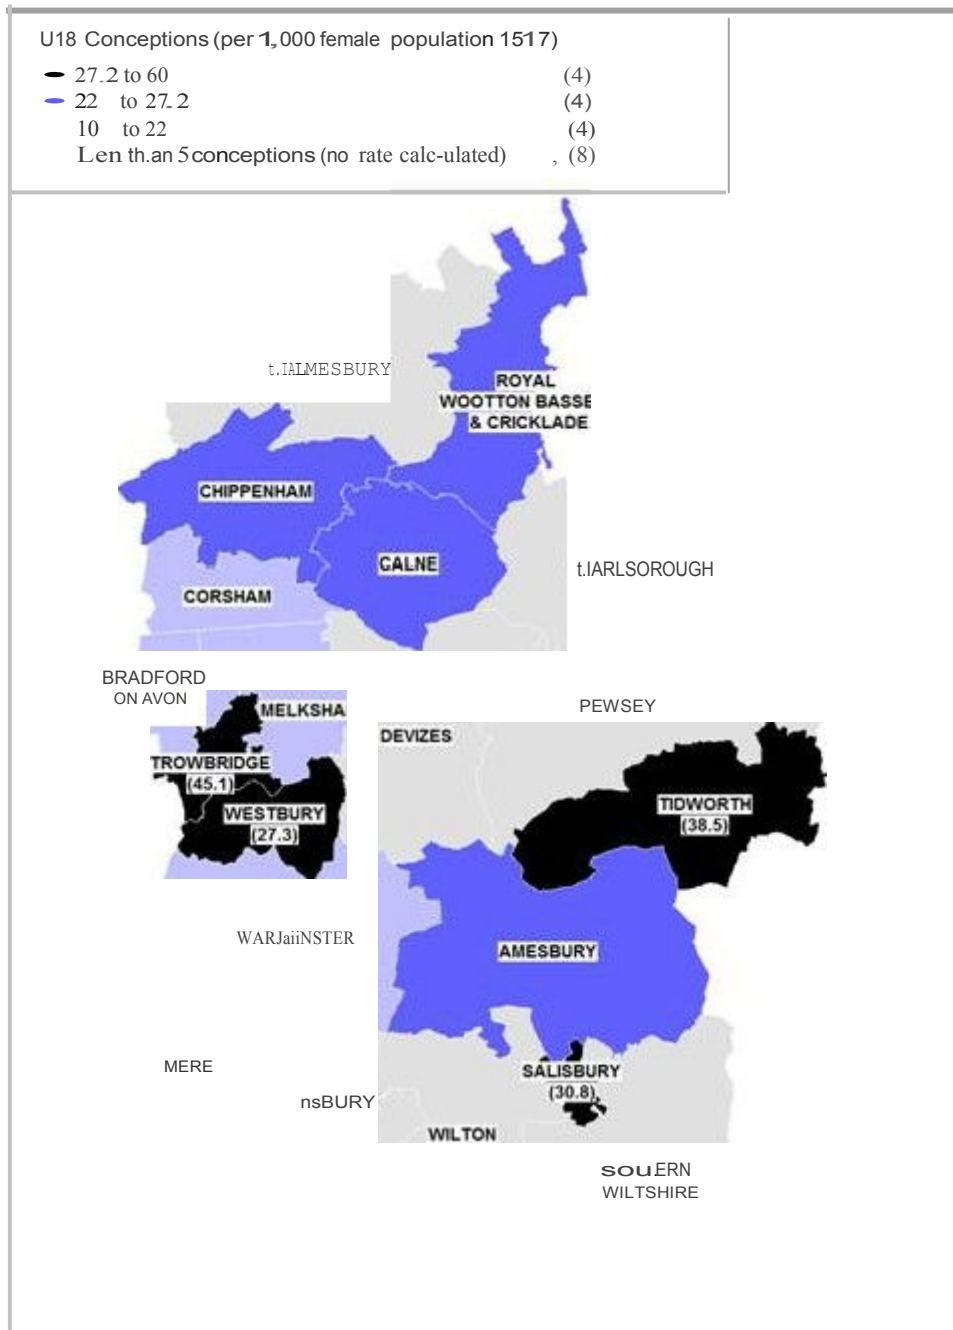 U18 Conceptions (per 1,000 female population 1517)
27.2 to 60 (4)
22 to 27.2 (4)
10 to 22 (4)
Len th.an 5 conceptions (no rate calc-ulated) , (8)
t.IALMESBURY
ROYAL
WOOTTON BASSE
& CRICKLADE
CHIPPENHAM
CALNE
t.IARLSOROUGH
CORSHAM
BRADFORD
ON AVON
MELKSHA
PEWSEY
DEVIZES
TROWBRIDGE
(45.1)
WESTBURY
(27.3)
TIDWORTH
(38.5)
WARJaiiNSTER
AMESBURY
MERE
SALISBURY
(30.8)
nsBURY
WILTON
sou.ERN
WILTSHIRE